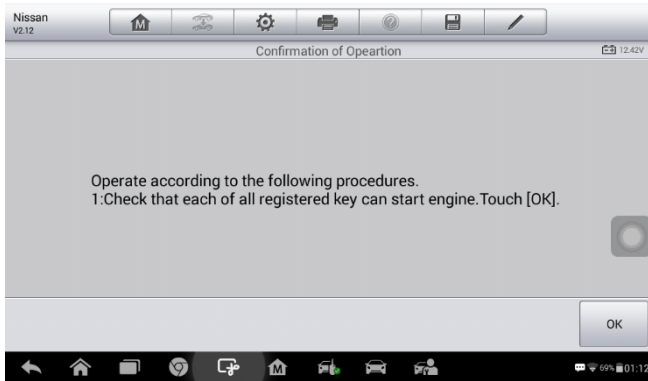 Nissan
V2.12
Confirmation of Opeartion
12.42V
Operate according to the following procedures.
1:Check that each of all registered key can start engine.Touch [OK].
OK
69% 01:12